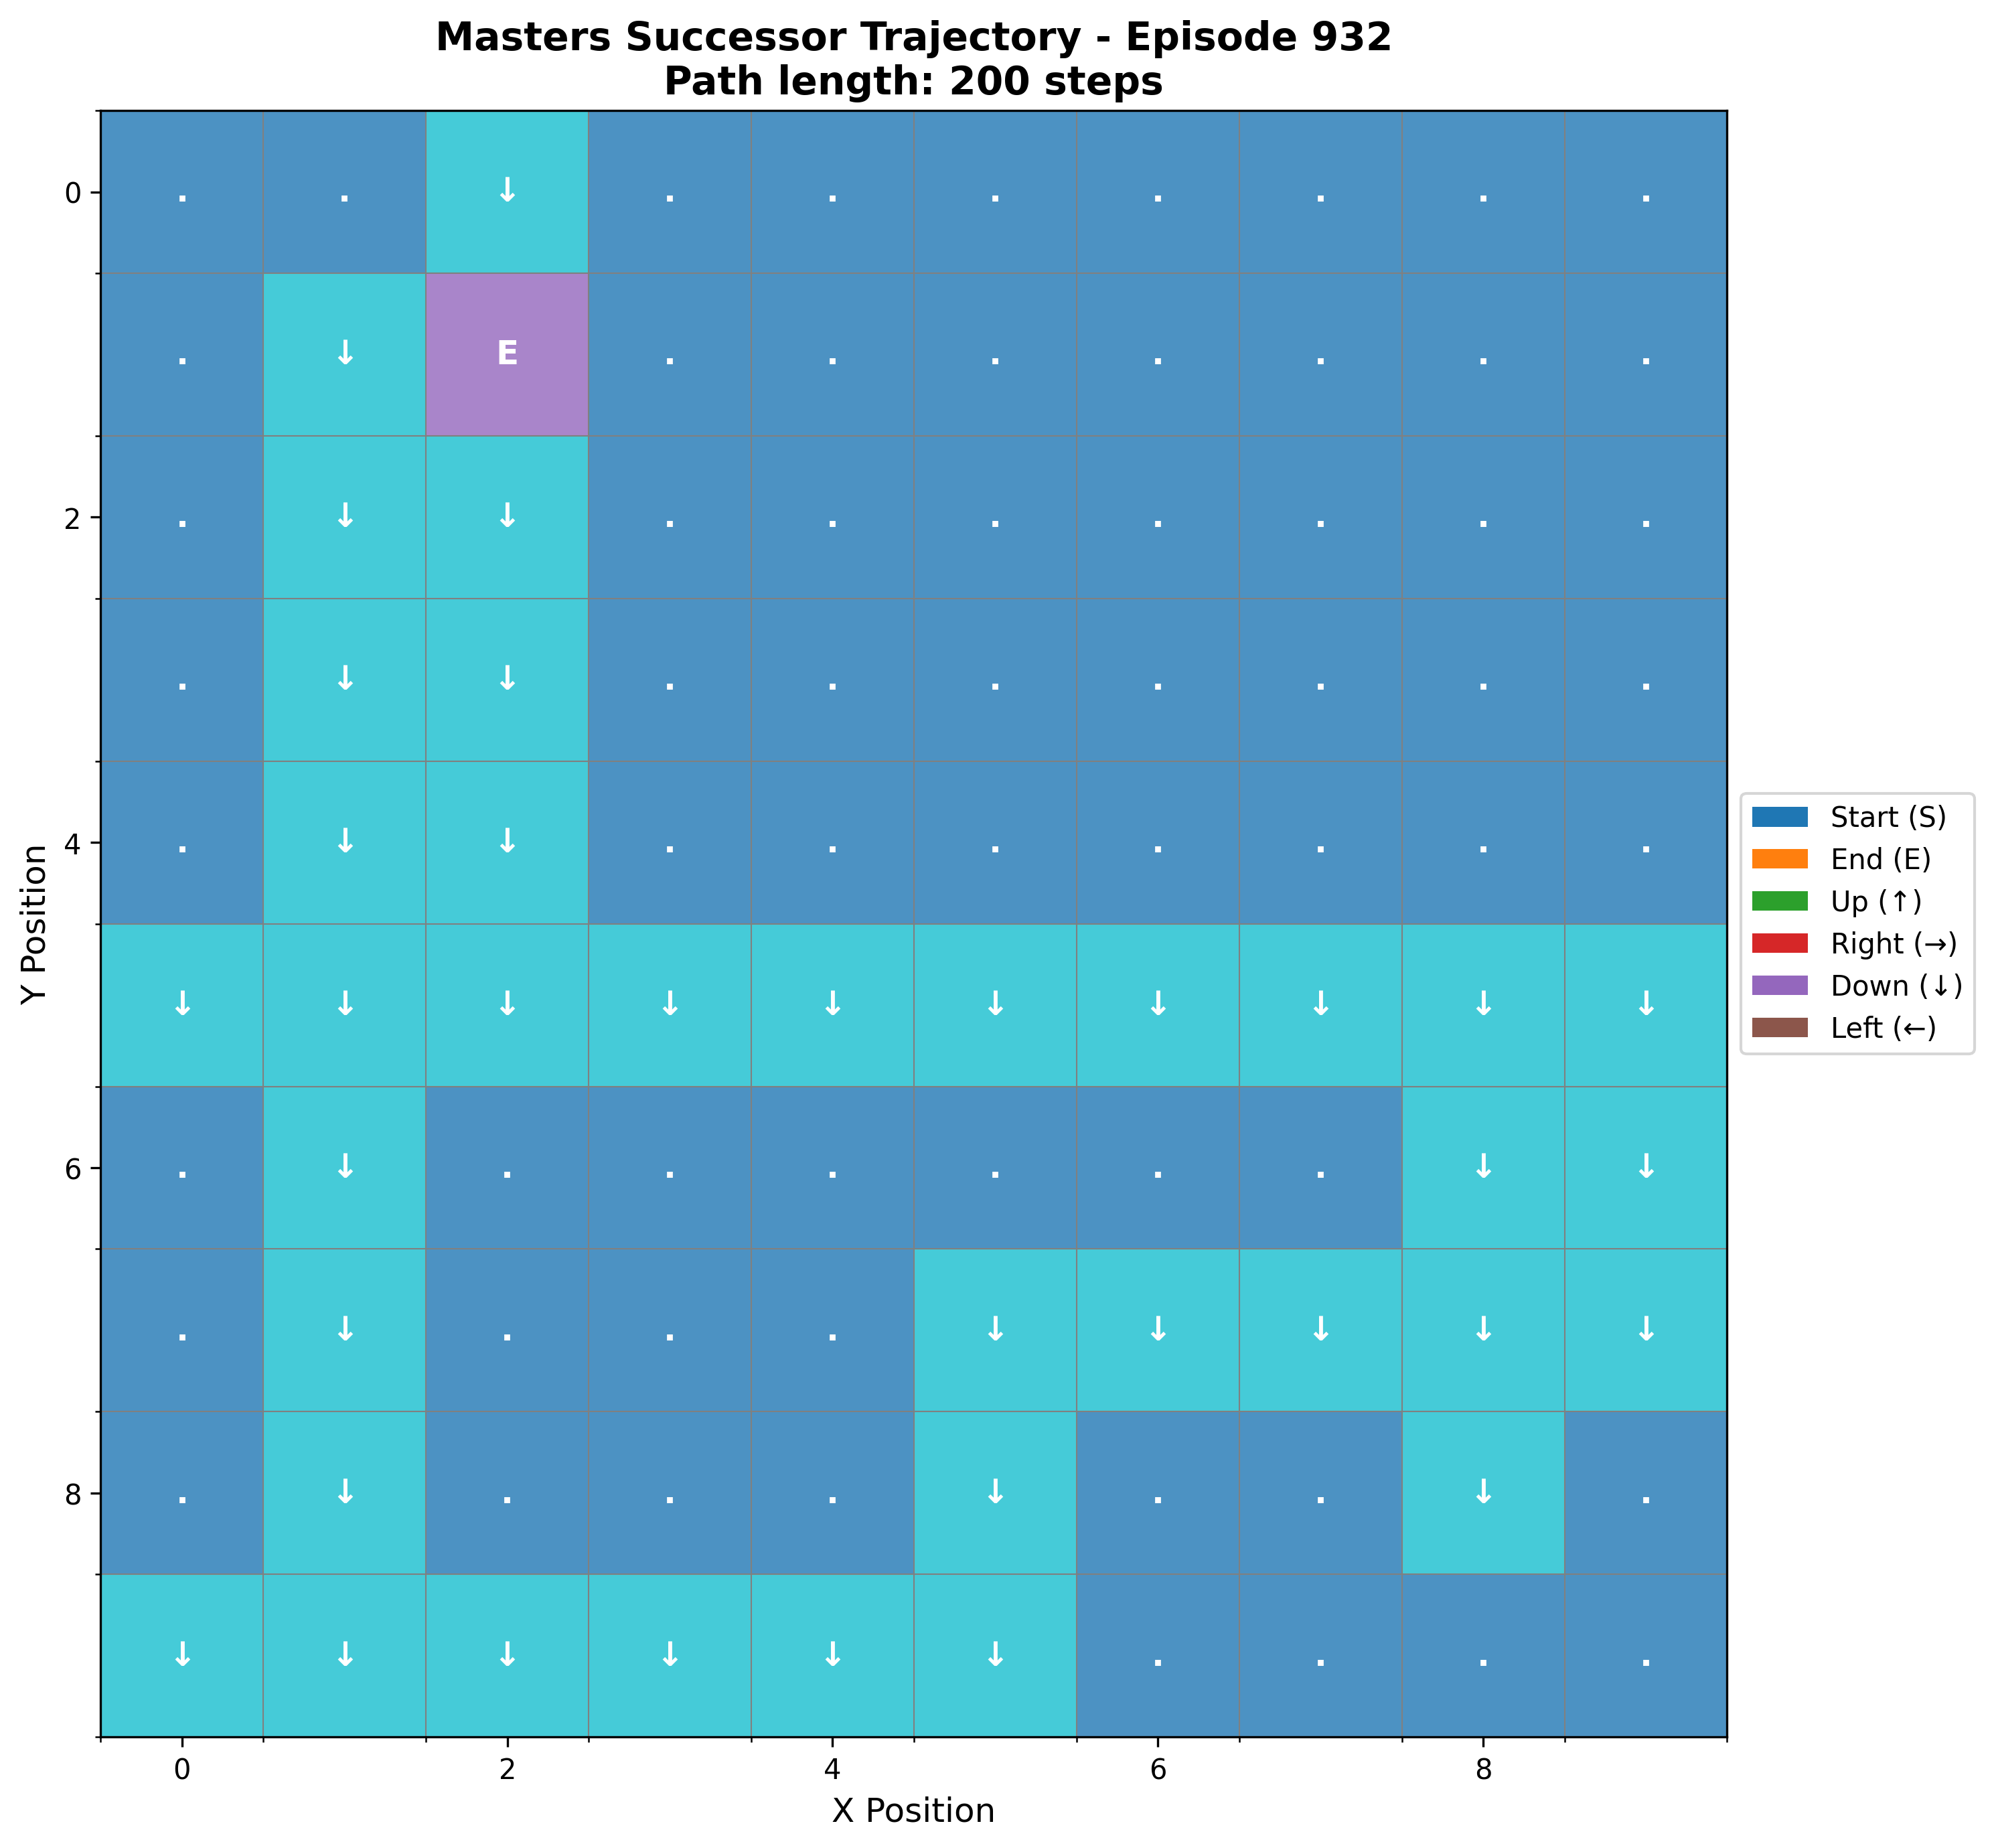 Masters Successor Trajectory - Episode 932
Path length: 200 steps
0 . . ↓ . . . . . . .
. ↓ E . . . . . . .
2 . ↓ ↓ . . . . . . .
. ↓ ↓ . . . . . . .
4 . ↓ ↓ . . . . . . .
↓ ↓ ↓ ↓ ↓ ↓ ↓ ↓ ↓ ↓
6 . ↓ . . . . . . ↓ ↓
. ↓ . . . ↓ ↓ ↓ ↓ ↓
8 . ↓ . . . ↓ . . ↓ .
↓ ↓ ↓ ↓ ↓ ↓ . . . .
0 2 4 6 8
X Position
Y Position
Start (S)
End (E)
Up (↑)
Right (→)
Down (↓)
Left (←)